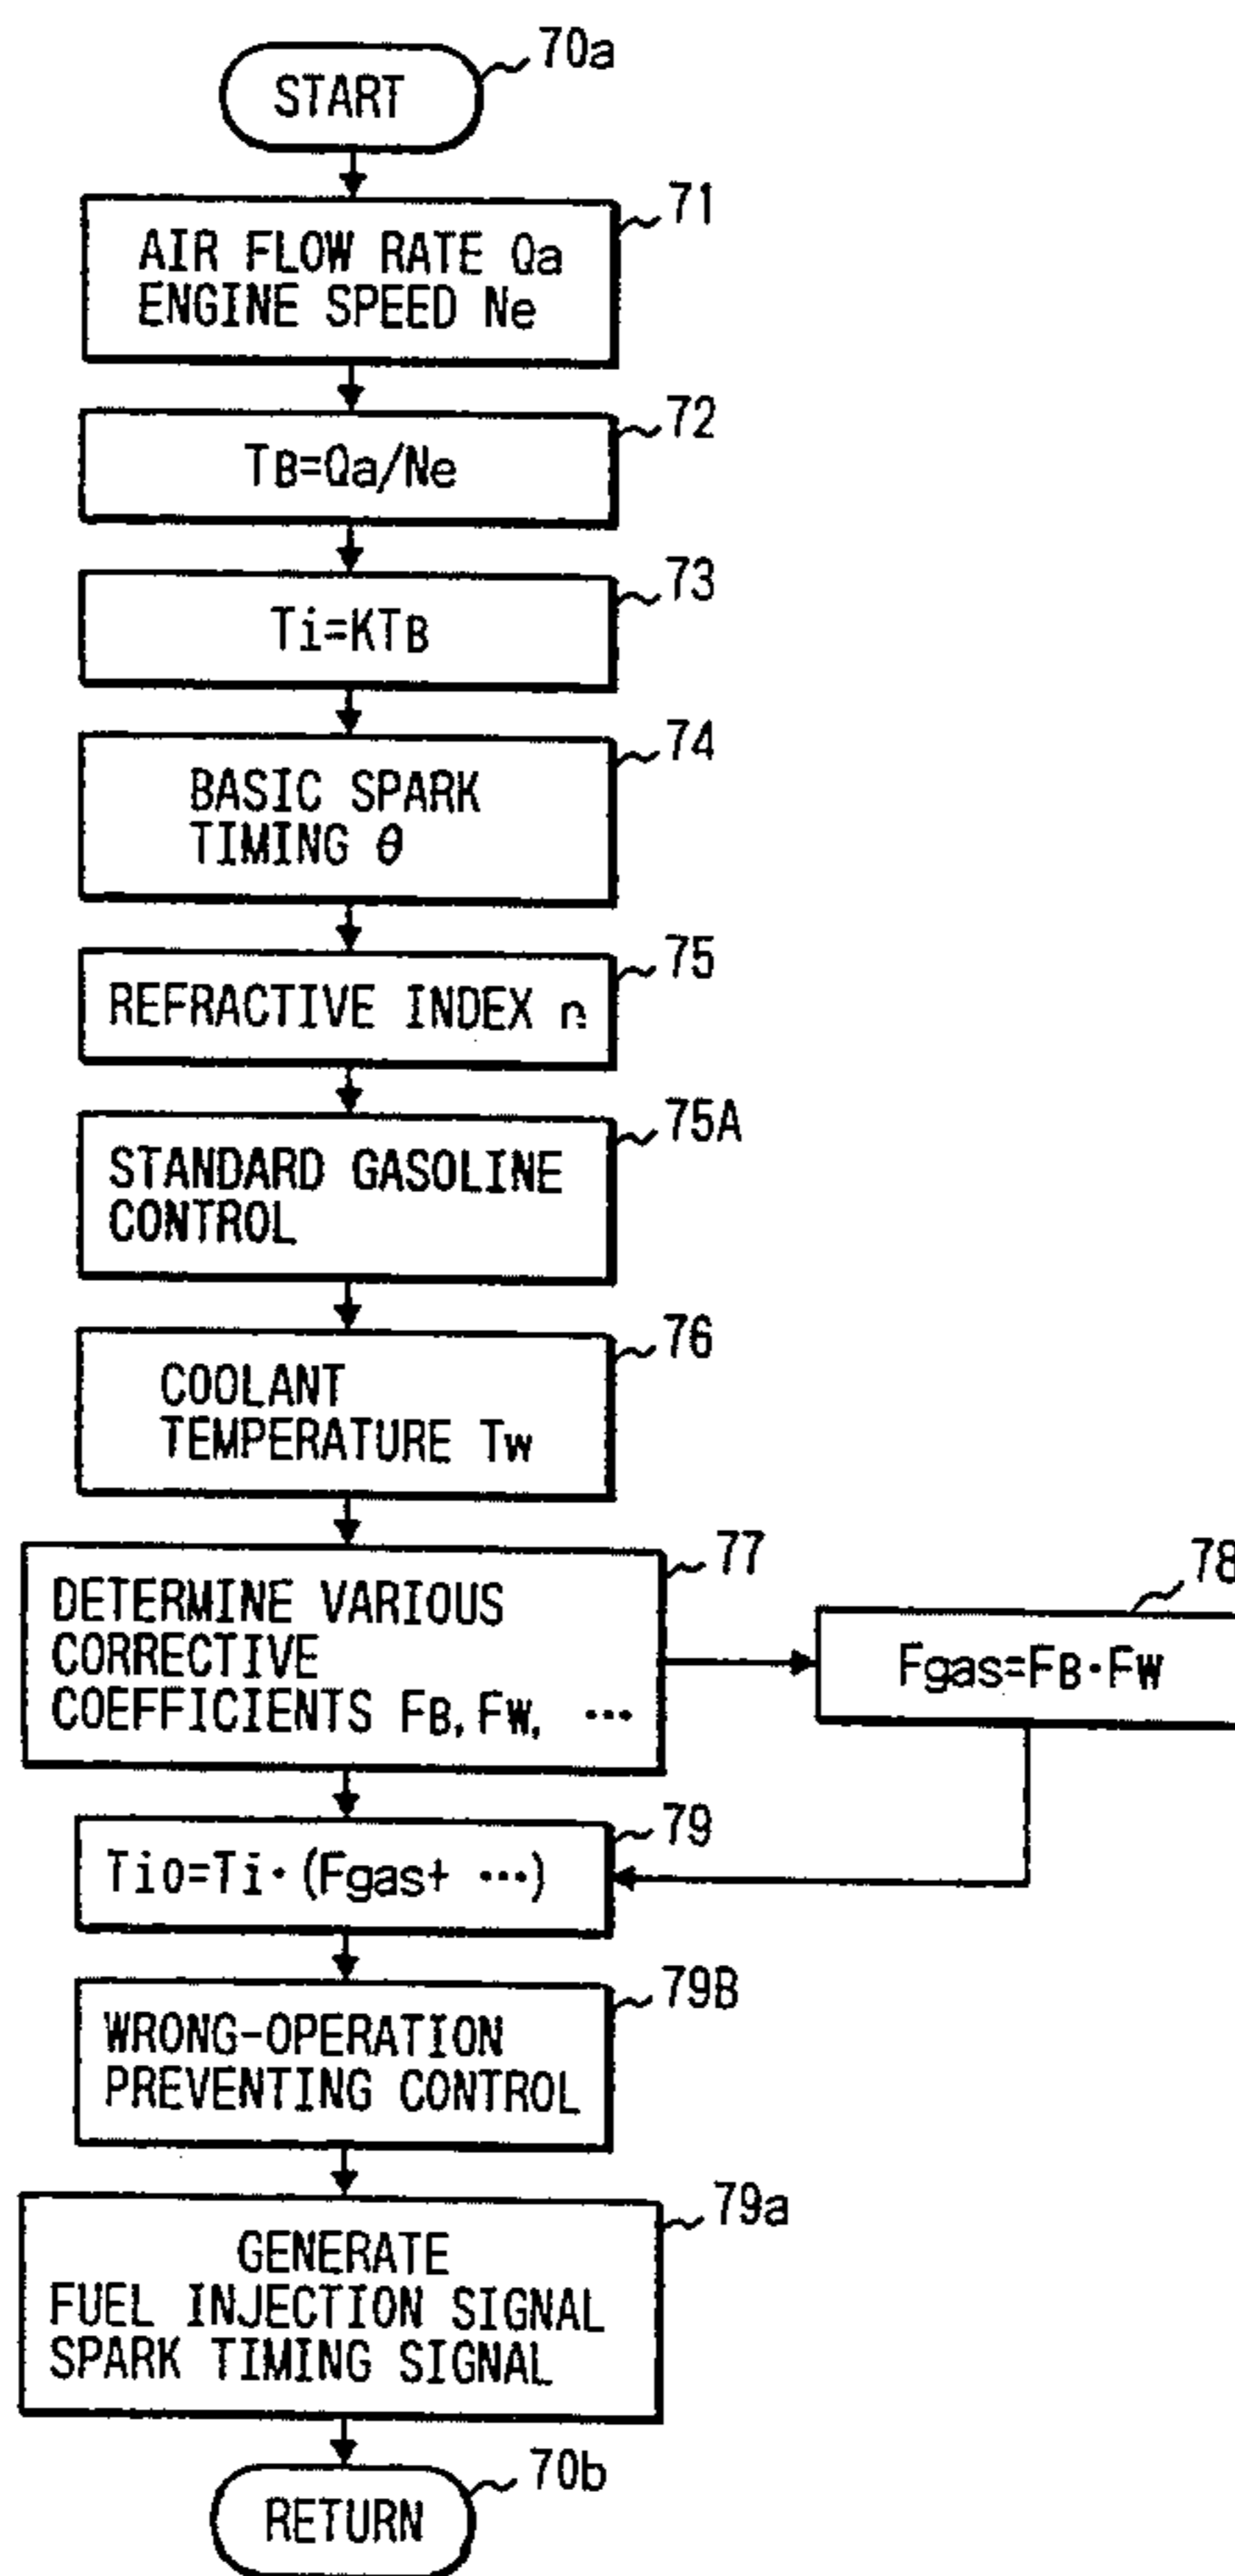 70a
START
71
AIR FLOW RATE Qa
ENGINE SPEED Ne
72
TB=Qa/Ne
73
Ti=KTB
74
BASIC SPARK
TIMING θ
75
REFRACTIVE INDEX n
75A
STANDARD GASOLINE
CONTROL
76
COOLANT
TEMPERATURE Tw
77
DETERMINE VARIOUS
CORRECTIVE
COEFFICIENTS FB, FW, ···
78
Fgas=FB·FW
79
Tio=Ti·(Fgas+ ···)
79B
WRONG-OPERATION
PREVENTING CONTROL
79a
GENERATE
FUEL INJECTION SIGNAL
SPARK TIMING SIGNAL
70b
RETURN